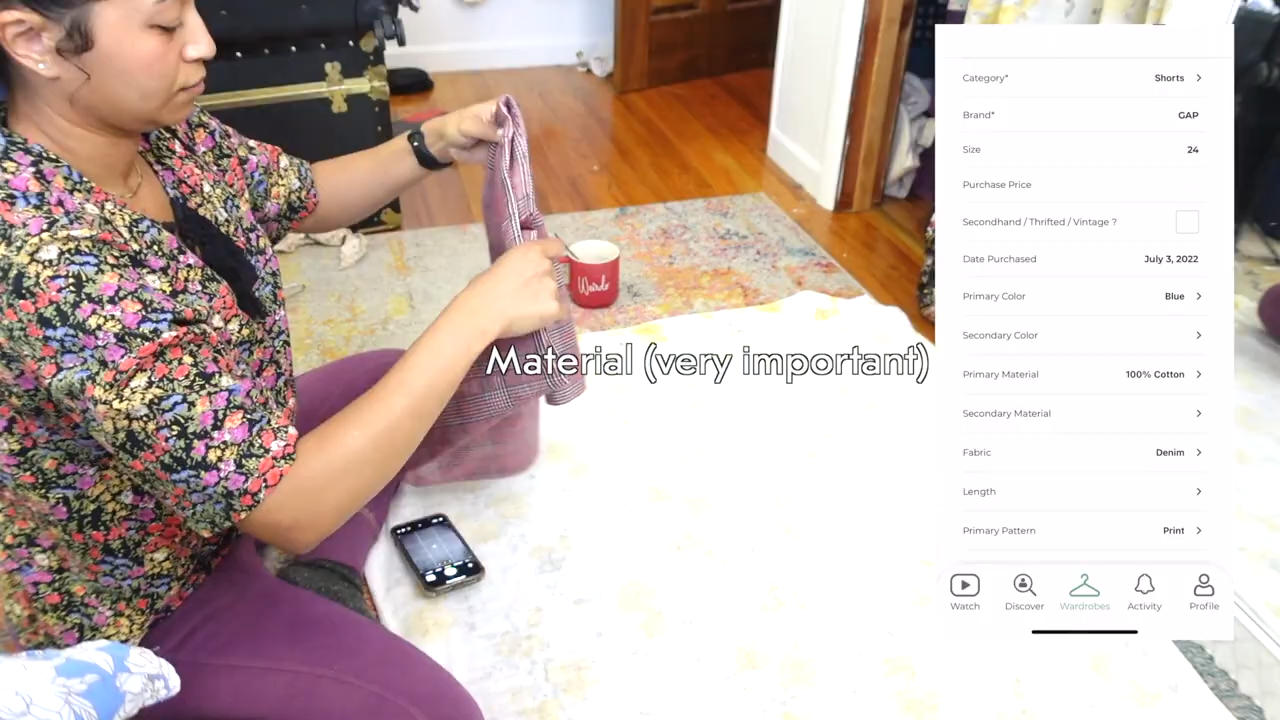 Category* Shorts
Brand* GAP
Size 24
Purchase Price
Secondhand / Thrifted / Vintage ?
Date Purchased July 3, 2022
Primary Color Blue
Secondary Color
Primary Material 100% Cotton
Secondary Material
Fabric Denim
Length
Primary Pattern Print
Watch Discover Wardrobes Activity Profile
Weirdo
Material (very important)